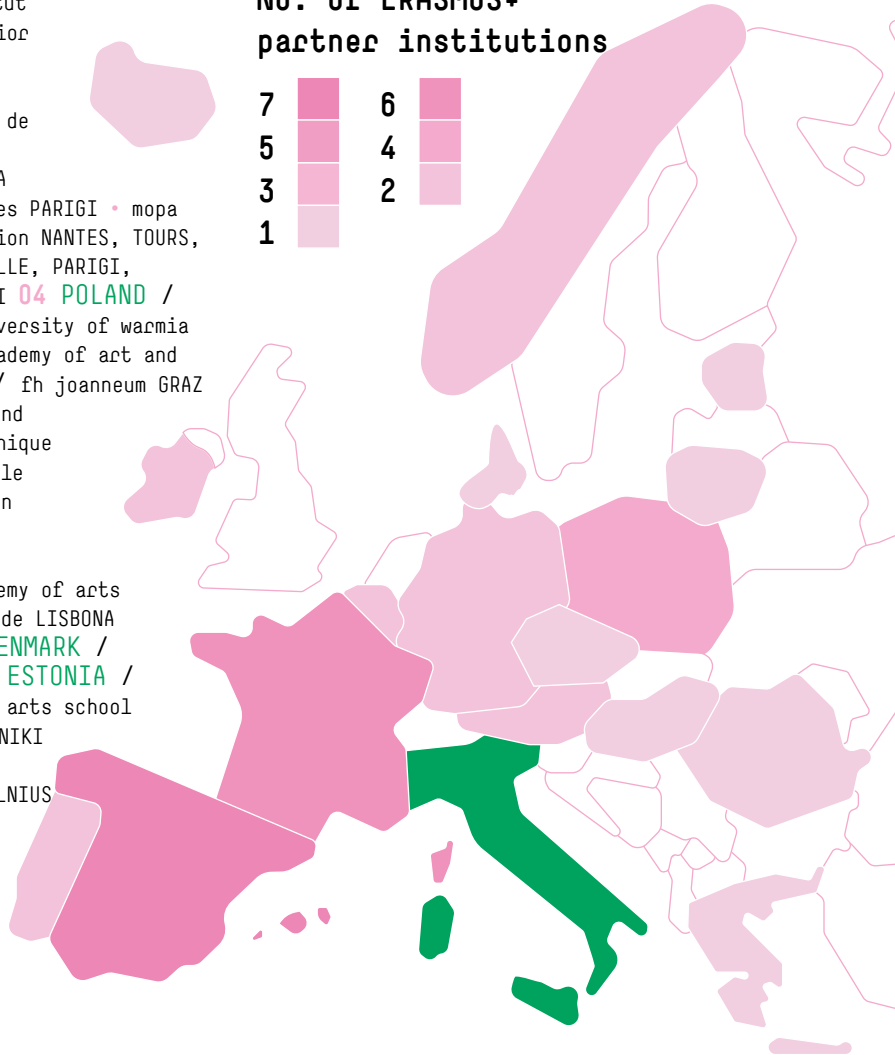 ior
No. of ERASMUS+
partner institutions
7 6
5 4
3 2
1
de
A
es PARIGI • mopa
ion NANTES, TOURS,
LLE, PARIGI,
I 04 POLAND /
versity of warmia
ademy of art and
/ fh joanneum GRAZ
nd
nique
le
n
emy of arts
de LISBONA
ENMARK /
ESTONIA /
arts school
NIKI
LNIUS